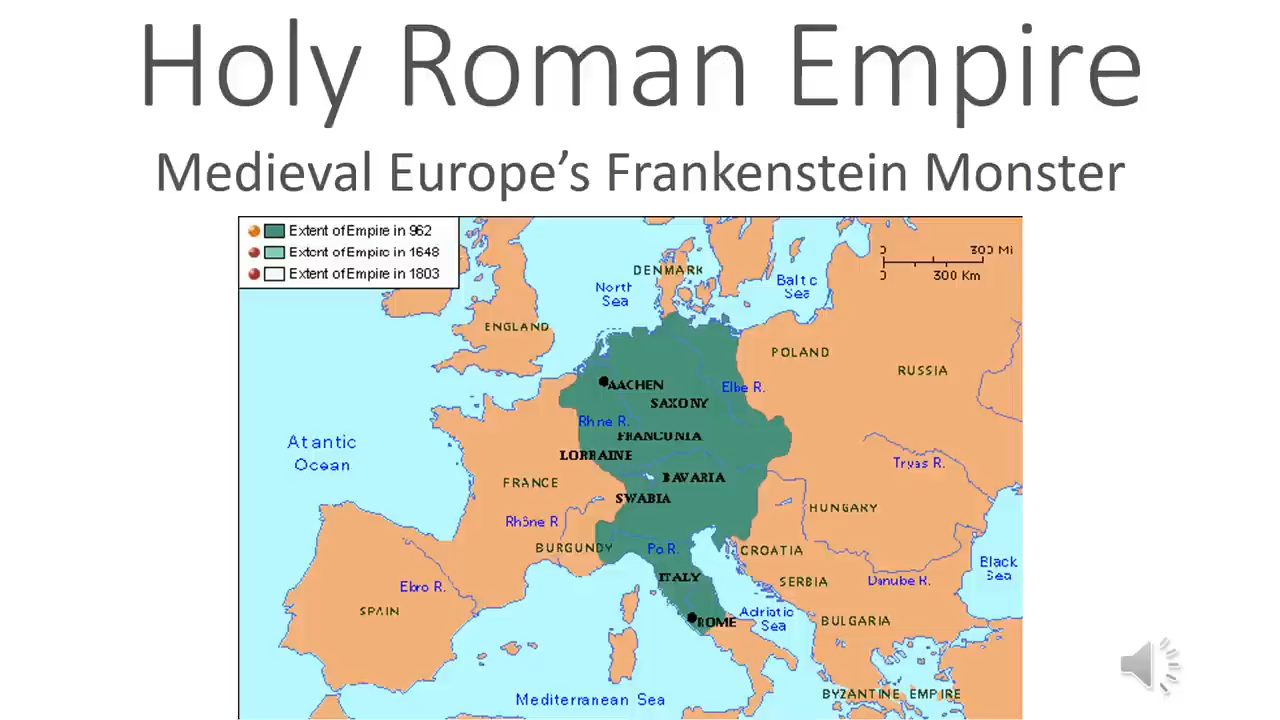 Holy Roman Empire
Medieval Europe's Frankenstein Monster
Extent of Empire in 962
Extent of Empire in 1648
Extent of Empire in 1803
0 300 Mi
0 300 Km
DENMARK
North
Sea
Baltic
Sea
ENGLAND
POLAND
RUSSIA
AACHEN
Elbe R.
SAXONY
Rhine R.
FRANCONIA
Atlantic
Ocean
LORRAINE
BAVARIA
FRANCE
SWABIA
HUNGARY
Rhône R
BURGUNDY
Po R.
CROATIA
Black
Sea
ITALY
SERBIA
Danube R.
Ebro R.
SPAIN
Adriatic
Sea
ROME
BULGARIA
Mediterranean Sea
BYZANTINE EMPIRE